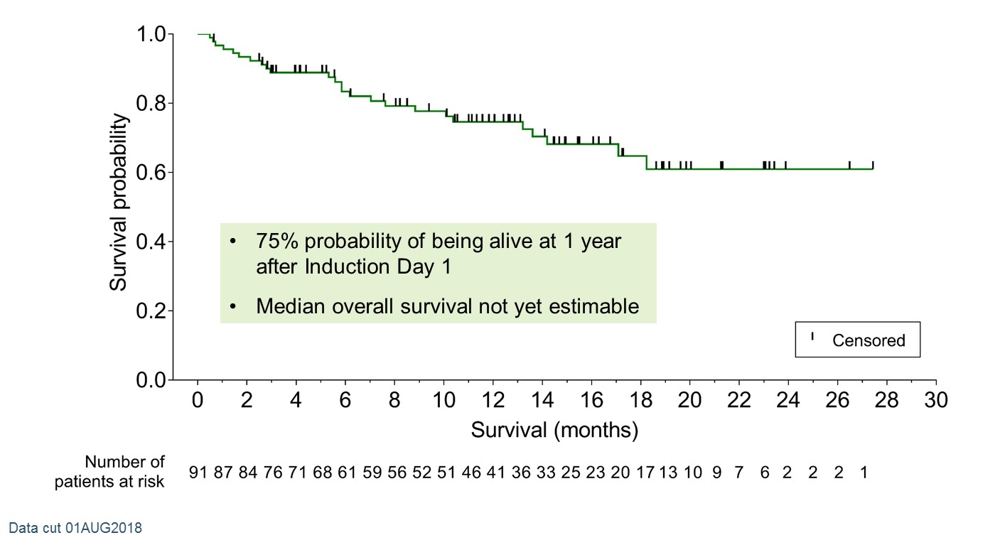 1.0
0.8
0.6
0.4
0.2
0.0
Survival probability
• 75% probability of being alive at 1 year
after Induction Day 1
• Median overall survival not yet estimable
Censored
0 2 4 6 8 10 12 14 16 18 20 22 24 26 28 30
Survival (months)
Number of
patients at risk
91 87 84 76 71 68 61 59 56 52 51 46 41 36 33 25 23 20 17 13 10 9 7 6 2 2 2 1
Data cut 01AUG2018